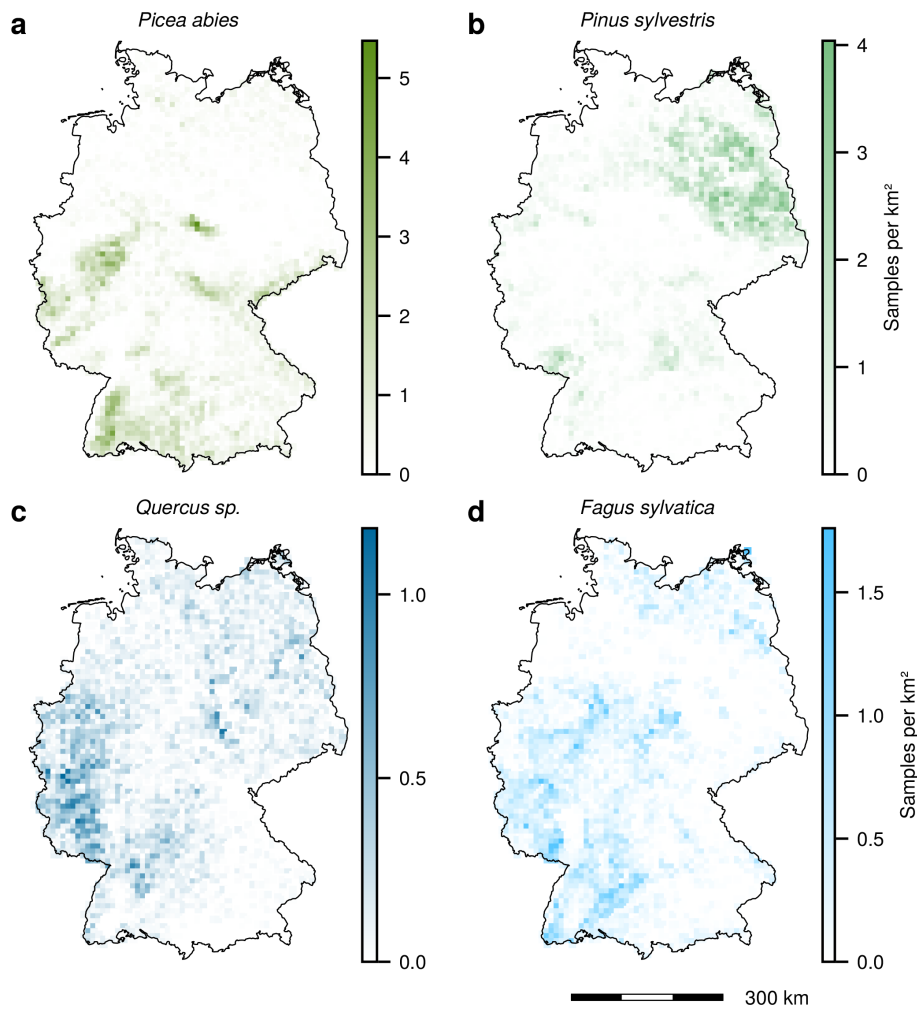 a
Picea abies
5
4
3
2
1
0
b
Pinus sylvestris
4
3
2
1
0
Samples per km²
c
Quercus sp.
1.0
0.5
0.0
d
Fagus sylvatica
1.5
1.0
0.5
0.0
Samples per km²
300 km